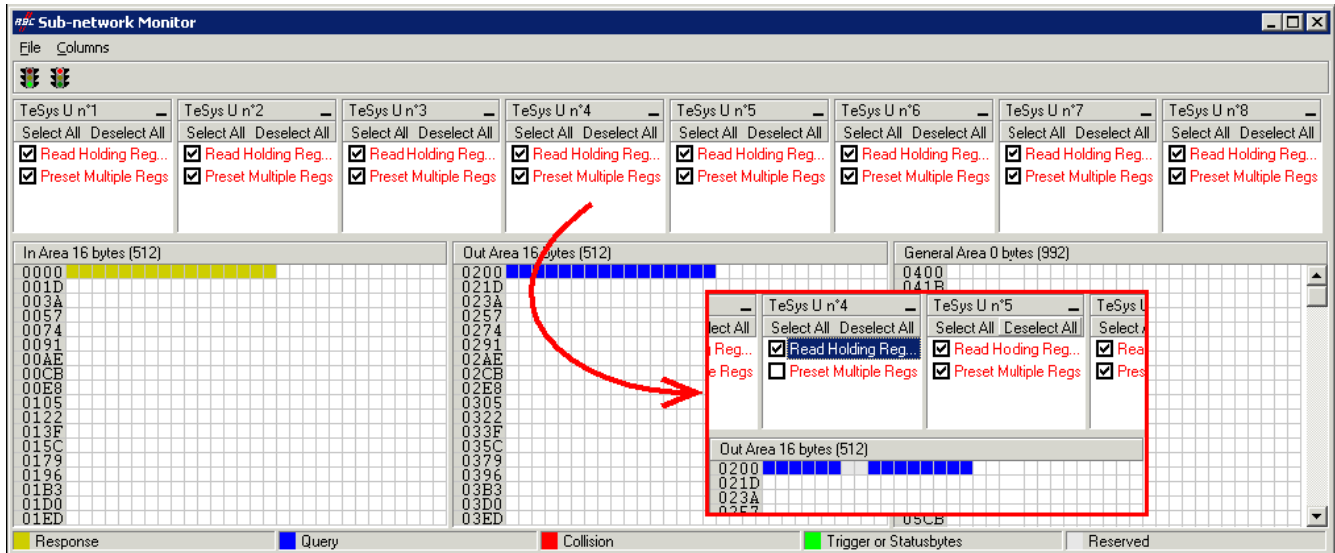 ABC Sub-network Monitor
File Columns
TeSys U n°1 TeSys U n°2 TeSys U n°3 TeSys U n°4 TeSys U n°5 TeSys U n°6 TeSys U n°7 TeSys U n°8
Select All Deselect All Select All Deselect All Select All Deselect All Select All Deselect All Select All Deselect All Select All Deselect All Select All Deselect All Select All Deselect All
Read Holding Reg... Read Holding Reg... Read Holding Reg... Read Holding Reg... Read Holding Reg... Read Holding Reg... Read Holding Reg... Read Holding Reg...
Preset Multiple Regs Preset Multiple Regs Preset Multiple Regs Preset Multiple Regs Preset Multiple Regs Preset Multiple Regs Preset Multiple Regs Preset Multiple Regs
In Area 16 bytes (512)
0000
001D
003A
0057
0074
0091
00AE
00CB
00E8
0105
0122
013F
015C
0179
0196
01B3
01D0
01ED
Out Area 16 bytes (512)
0200
021D
023A
0257
0274
0291
02AE
02CB
02E8
0305
0322
033F
035C
0379
0396
03B3
03D0
03ED
General Area 0 bytes (992)
0400
041B
TeSys U n°4 TeSys U n°5 TeSys U
lect All Select All Deselect All Select All Deselect All Select
Reg... Read Holding Reg... Read Hoding Reg... Rea
e Regs Preset Multiple Regs Preset Multiple Regs Pres
Out Area 16 bytes (512)
0200
021D
023A
0257
05CB
Response Query Collision Trigger or Statusbytes Reserved